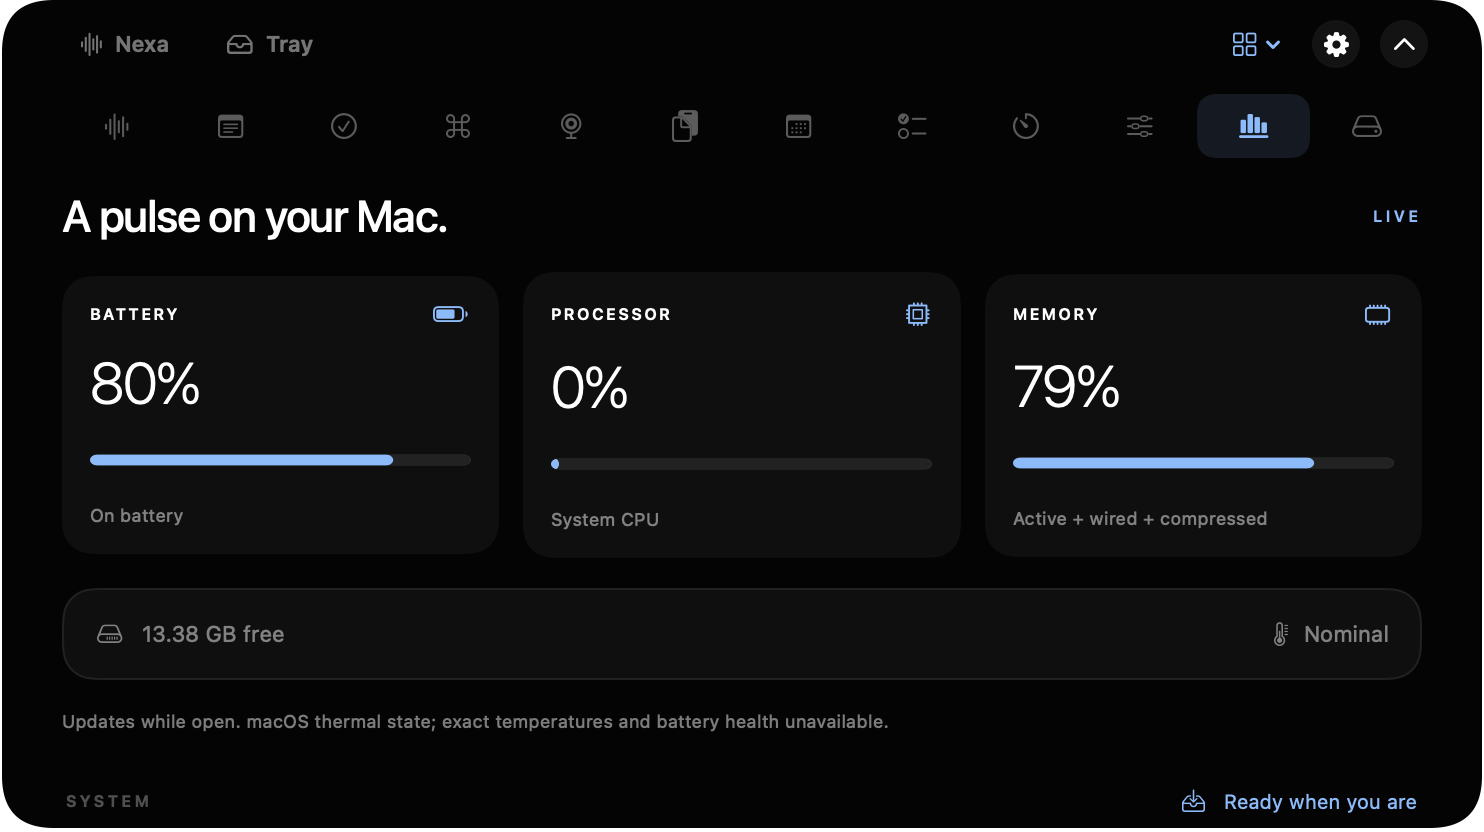 Nexa
Tray
A pulse on your Mac.
LIVE
BATTERY
80%
On battery
PROCESSOR
0%
System CPU
MEMORY
79%
Active + wired + compressed
13.38 GB free
Nominal
Updates while open. macOS thermal state; exact temperatures and battery health unavailable.
SYSTEM
Ready when you are